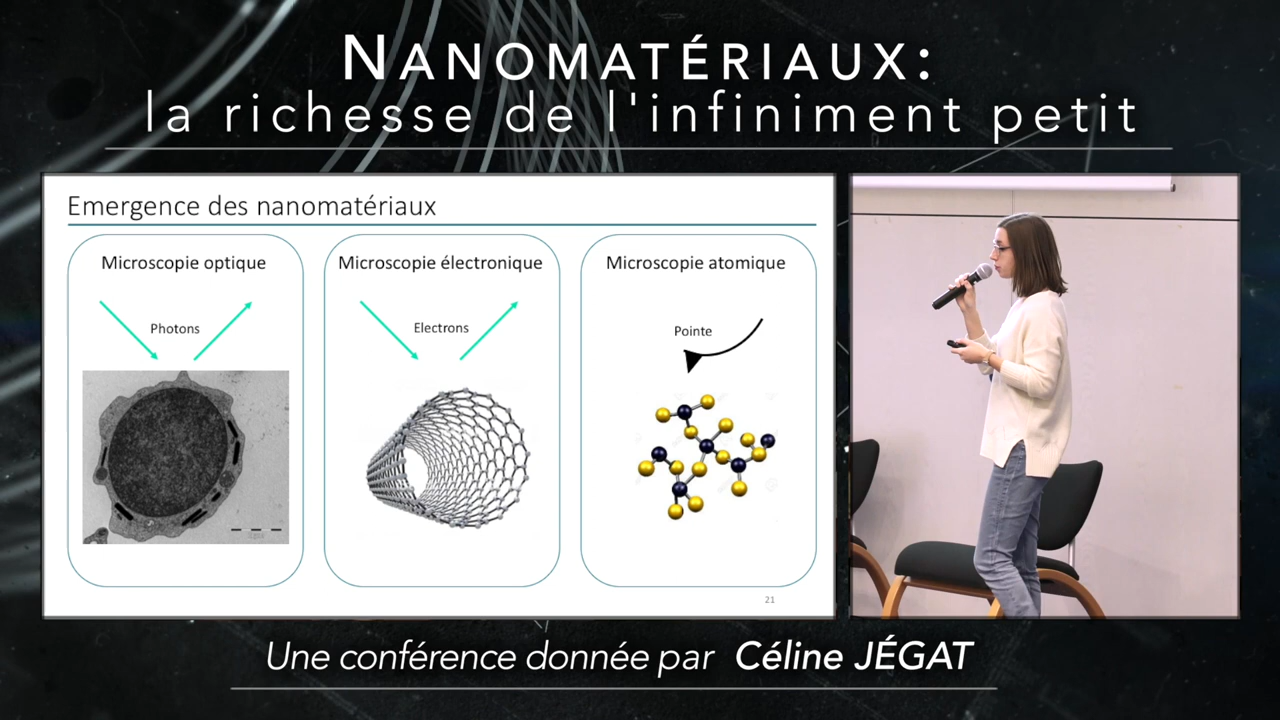 NANOMATÉRIAUX:
la richesse de l'infiniment petit
Emergence des nanomatériaux
Microscopie optique
Photons
Microscopie électronique
Electrons
Microscopie atomique
Pointe
21
Une conférence donnée par Céline JÉGAT